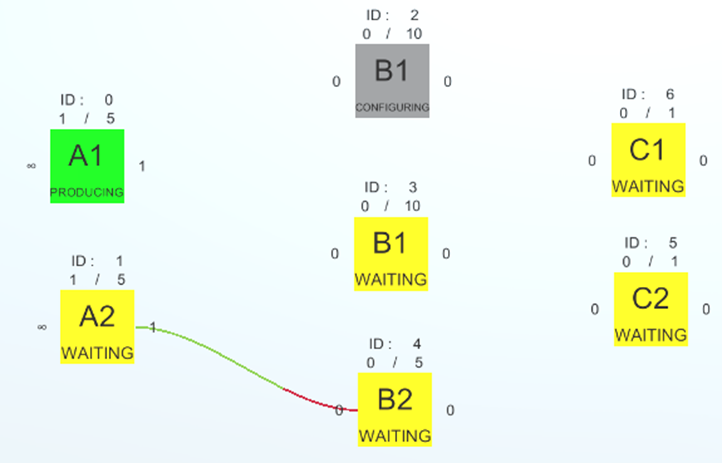 ID : 2
0 / 10
0 B1 0
CONFIGURING
ID : 0
1 / 5
∞ A1 1
PRODUCING
ID : 6
0 / 1
0 C1 0
WAITING
ID : 3
0 / 10
0 B1 0
WAITING
ID : 1
1 / 5
∞ A2 1
WAITING
ID : 5
0 / 1
0 C2 0
WAITING
ID : 4
0 / 5
0 B2 0
WAITING